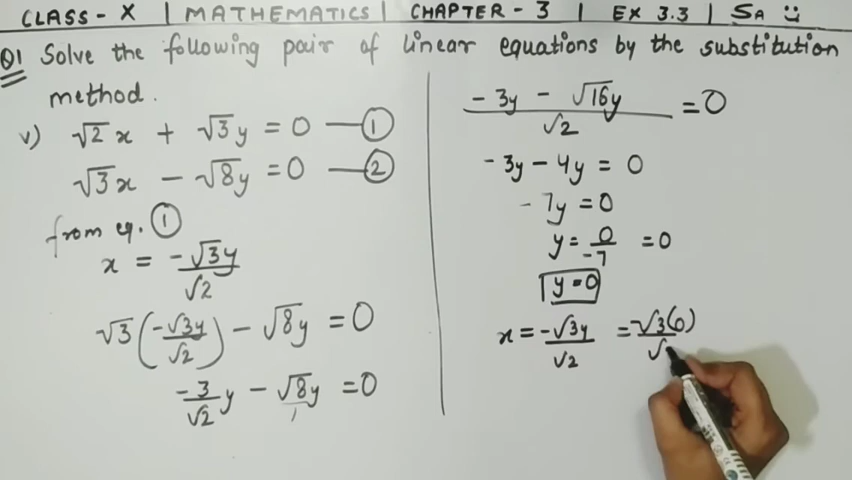 CLASS - X | MATHEMATICS | CHAPTER - 3 | EX 3.3 | SA
Q1 Solve the following pair of linear equations by the substitution
method.
v) √2 x + √3 y = 0 — ①
√3 x - √8 y = 0 — ②
from eq. ①
x = -√3 y / √2
√3 (-√3 y / √2) - √8 y = 0
-3/√2 y - √8 y = 0
-3y - √16 y / √2 = 0
-3y - 4y = 0
-7y = 0
y = 0/-7 = 0
y = 0
x = -√3 y / √2 = -√3(0) / √